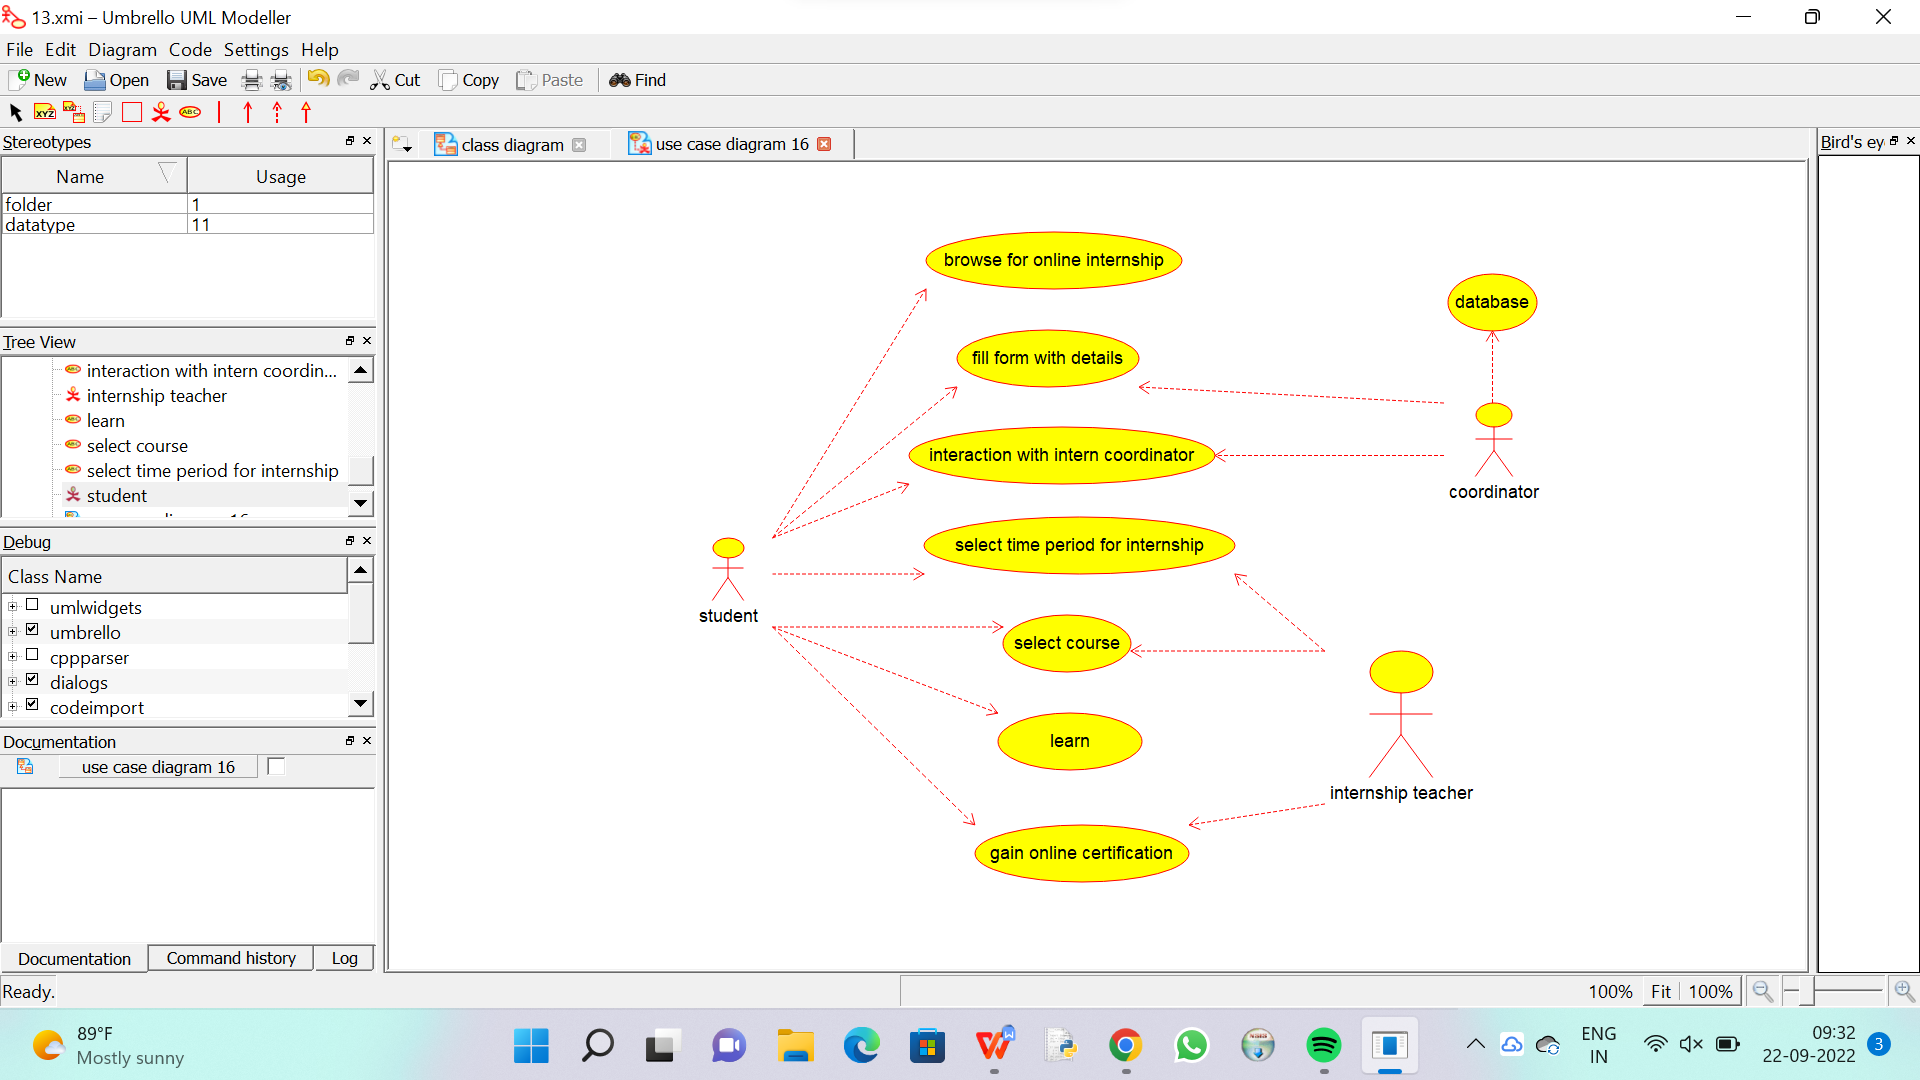 13.xmi – Umbrello UML Modeller
File Edit Diagram Code Settings Help
New Open Save Cut Copy Paste Find
XYZ ABC
Stereotypes
Name Usage
folder 1
datatype 11
Tree View
interaction with intern coordin...
internship teacher
learn
select course
select time period for internship
student
Debug
Class Name
umlwidgets
umbrello
cppparser
dialogs
codeimport
Documentation
use case diagram 16
Documentation Command history Log
class diagram use case diagram 16
browse for online internship
database
fill form with details
interaction with intern coordinator
coordinator
select time period for internship
student
select course
learn
internship teacher
gain online certification
Bird's ey
Ready.
100% Fit 100%
89°F
Mostly sunny
ENG
IN
09:32
22-09-2022
3